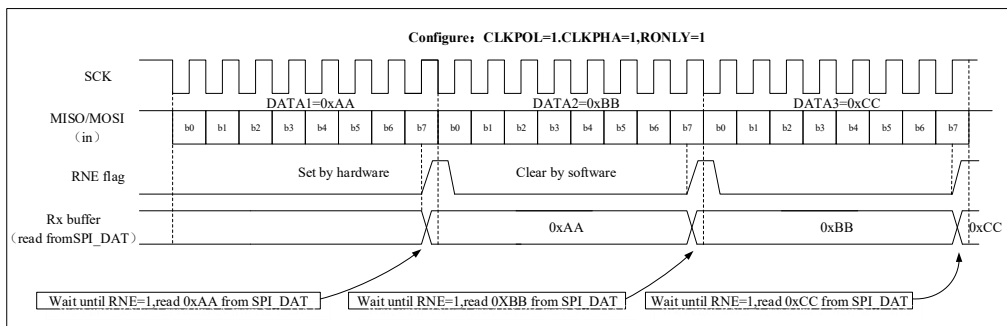 Configure：CLKPOL=1.CLKPHA=1,RONLY=1
SCK
DATA1=0xAA DATA2=0xBB DATA3=0xCC
MISO/MOSI
（in）
b0 b1 b2 b3 b4 b5 b6 b7 b0 b1 b2 b3 b4 b5 b6 b7 b0 b1 b2 b3 b4 b5 b6 b7
RNE flag
Set by hardware Clear by software
Rx buffer
（read fromSPI_DAT）
0xAA 0xBB 0xCC
Wait until RNE=1,read 0xAA from SPI_DAT Wait until RNE=1,read 0XBB from SPI_DAT Wait until RNE=1,read 0xCC from SPI_DAT